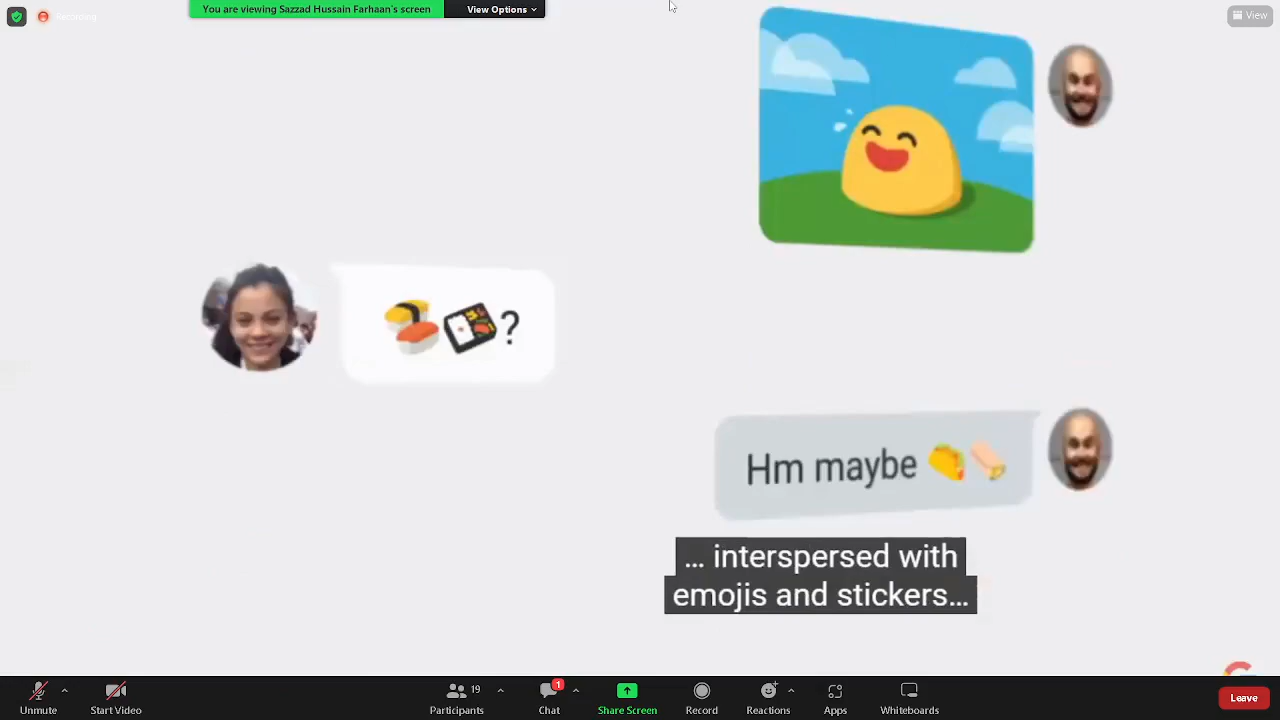 You are viewing Sazzad Hussain Farhaan's screen
View Options
Recording
View
?
Hm maybe 🌮🌯
... interspersed with
emojis and stickers...
Unmute
Start Video
19
Participants
1
Chat
Share Screen
Record
Reactions
Apps
Whiteboards
Leave